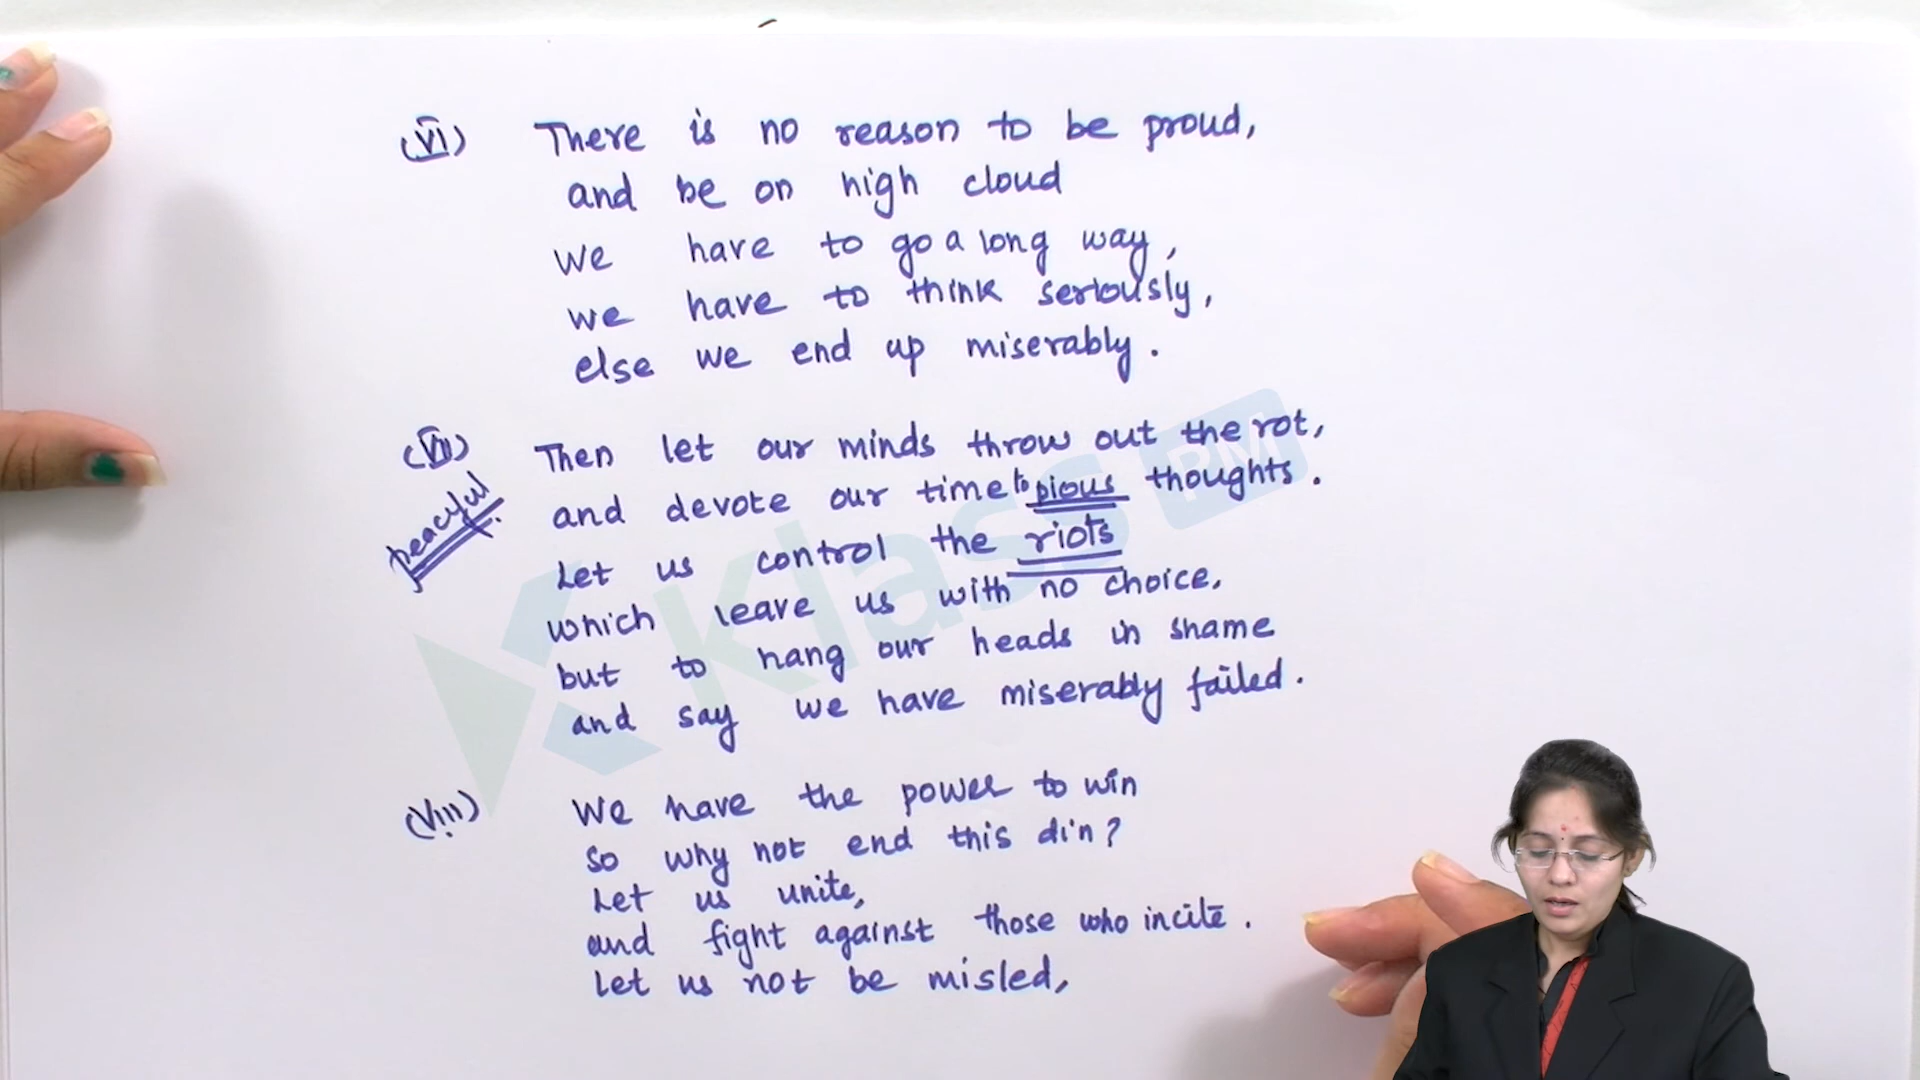 (VI) There is no reason to be proud,
and be on high cloud
We have to go a long way,
we have to think seriously,
else we end up miserably.
(VII) Then let our minds throw out the rot,
and devote our time to pious thoughts.
peaceful
Let us control the riots
which leave us with no choice,
but to hang our heads in shame
and say we have miserably failed.
(VIII) We have the power to win
So why not end this din?
Let us unite,
and fight against those who incite.
Let us not be misled,
Klass PM